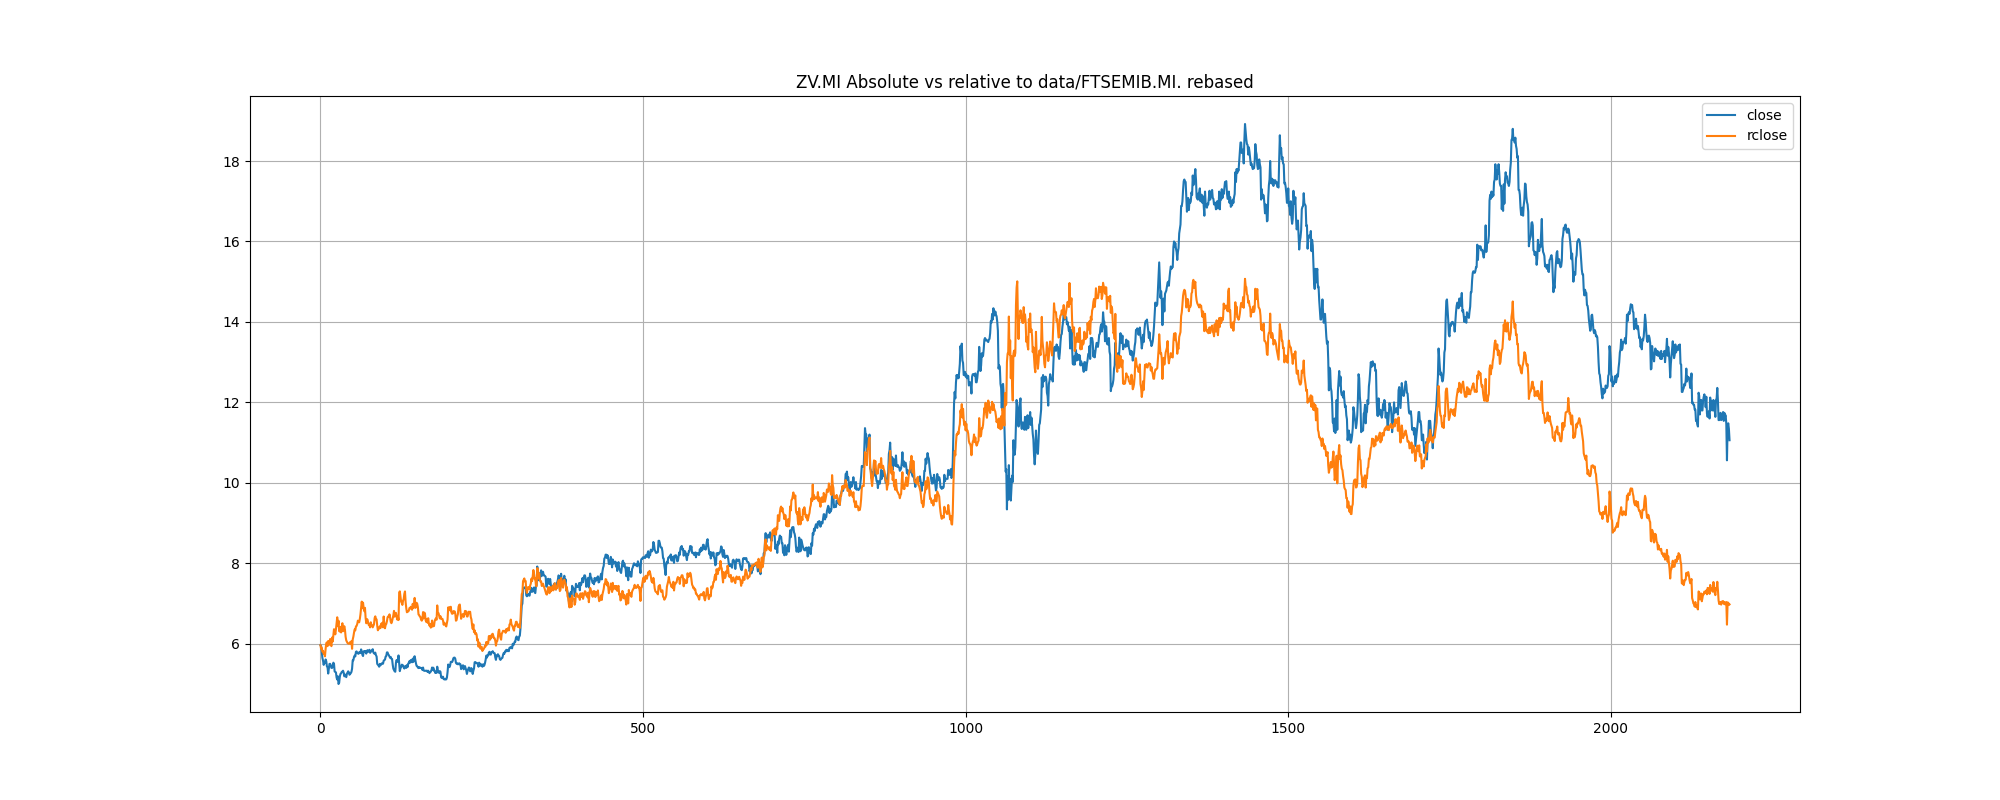 ZV.MI Absolute vs relative to data/FTSEMIB.MI. rebased
close
rclose
18
16
14
12
10
8
6
0 500 1000 1500 2000